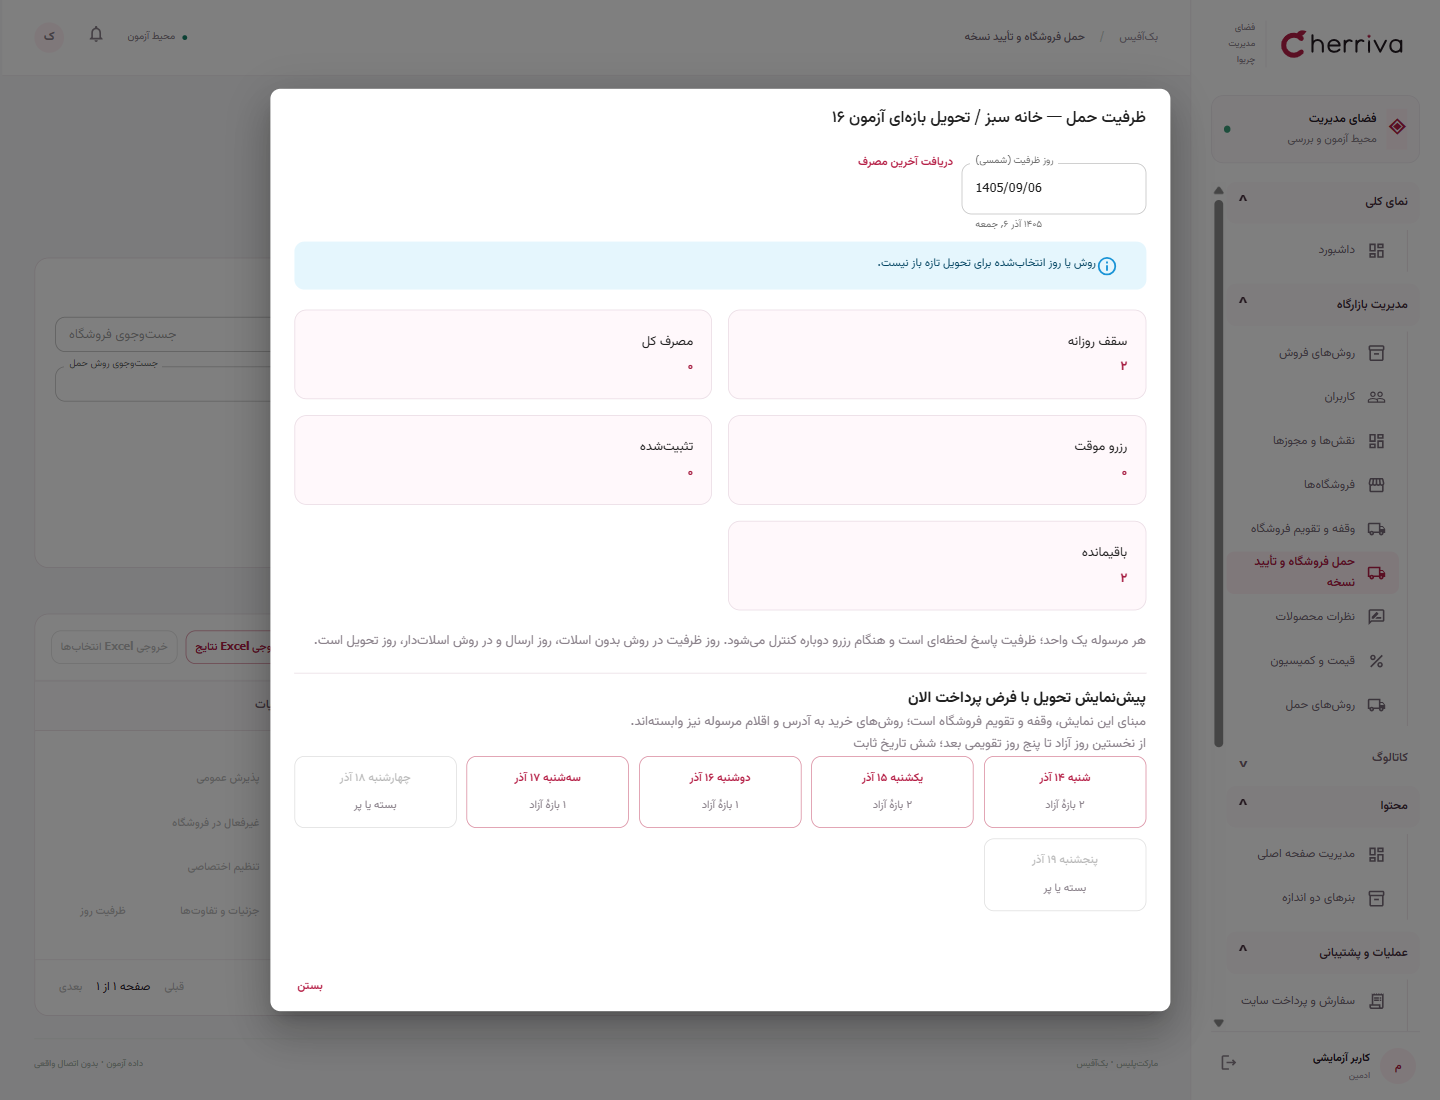 Cherriva
فضای
مدیریت
چریوا
بک‌آفیس / حمل فروشگاه و تأیید نسخه
محیط آزمون
ک
فضای مدیریت
محیط آزمون و بررسی
نمای کلی
داشبورد
مدیریت بازارگاه
روش‌های فروش
کاربران
نقش‌ها و مجوزها
فروشگاه‌ها
وقفه و تقویم فروشگاه
حمل فروشگاه و تأیید
نسخه
نظرات محصولات
قیمت و کمیسیون
روش‌های حمل
کاتالوگ
محتوا
مدیریت صفحه اصلی
بنرهای دو اندازه
عملیات و پشتیبانی
سفارش و پرداخت سایت
م
کاربر آزمایشی
ادمین
ظرفیت حمل — خانه سبز / تحویل بازه‌ای آزمون ۱۶
روز ظرفیت (شمسی)
1405/09/06
۱۴۰۵ آذر ۶, جمعه
دریافت آخرین مصرف
روش یا روز انتخاب‌شده برای تحویل تازه باز نیست.
سقف روزانه
۲
مصرف کل
۰
رزرو موقت
۰
تثبیت‌شده
۰
باقیمانده
۲
هر مرسوله یک واحد؛ ظرفیت پاسخ لحظه‌ای است و هنگام رزرو دوباره کنترل می‌شود. روز ظرفیت در روش بدون اسلات، روز ارسال و در روش اسلات‌دار، روز تحویل است.
پیش‌نمایش تحویل با فرض پرداخت الان
مبنای این نمایش، وقفه و تقویم فروشگاه است؛ روش‌های خرید به آدرس و اقلام مرسوله نیز وابسته‌اند.
از نخستین روز آزاد تا پنج روز تقویمی بعد؛ شش تاریخ ثابت
شنبه ۱۴ آذر
۲ بازهٔ آزاد
یکشنبه ۱۵ آذر
۲ بازهٔ آزاد
دوشنبه ۱۶ آذر
۱ بازهٔ آزاد
سه‌شنبه ۱۷ آذر
۱ بازهٔ آزاد
چهارشنبه ۱۸ آذر
بسته یا پر
پنجشنبه ۱۹ آذر
بسته یا پر
بستن
جست‌وجوی فروشگاه
جست‌وجوی روش حمل
وجی Excel نتایج
خروجی Excel انتخاب‌ها
یات
پذیرش عمومی
غیرفعال در فروشگاه
تنظیم اختصاصی
جزئیات و تفاوت‌ها
ظرفیت روز
قبلی
صفحه ۱ از ۱
بعدی
مارکت‌پلیس • بک‌آفیس
داده آزمون • بدون اتصال واقعی